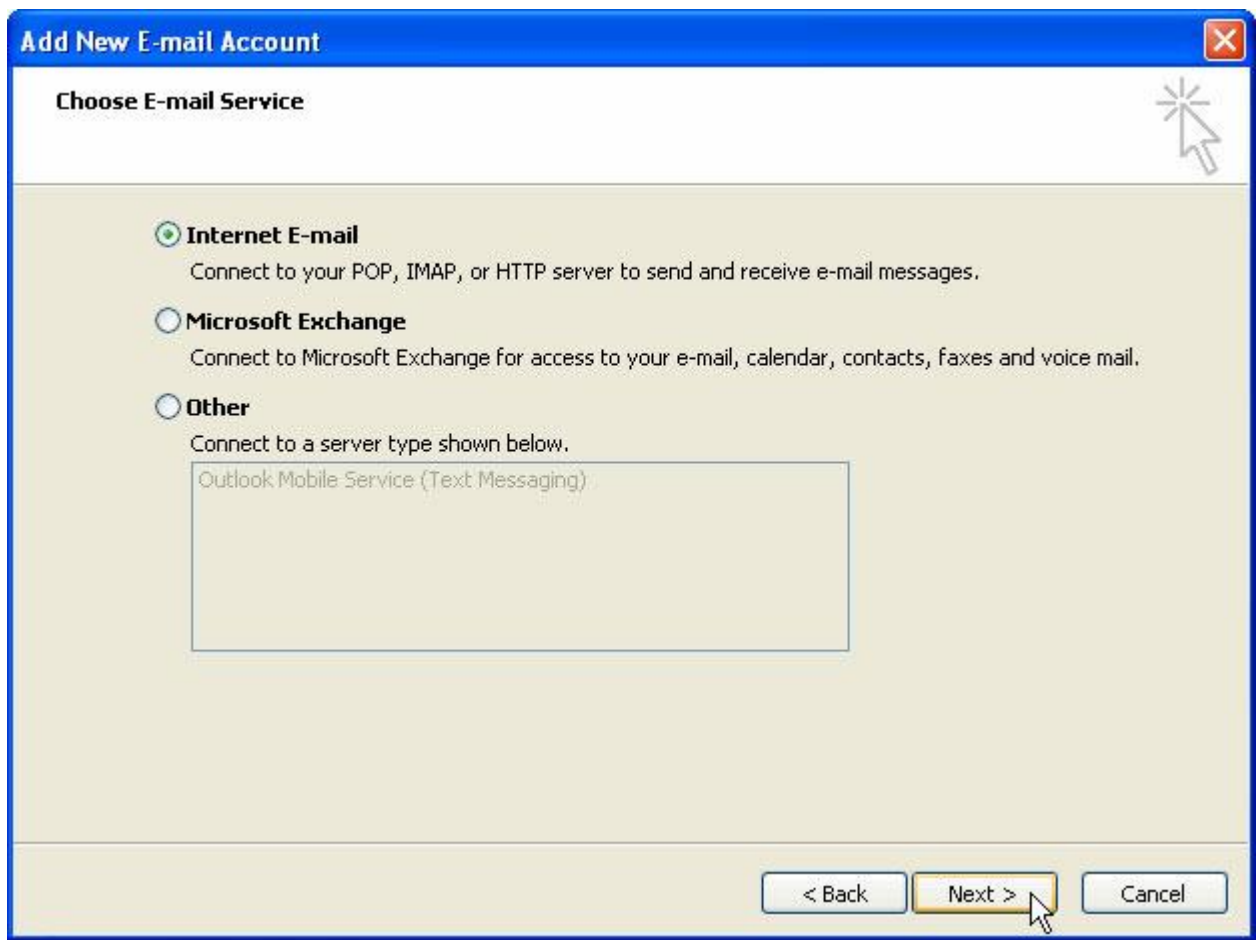 Add New E-mail Account
Choose E-mail Service
Internet E-mail
Connect to your POP, IMAP, or HTTP server to send and receive e-mail messages.
Microsoft Exchange
Connect to Microsoft Exchange for access to your e-mail, calendar, contacts, faxes and voice mail.
Other
Connect to a server type shown below.
Outlook Mobile Service (Text Messaging)
< Back Next > Cancel